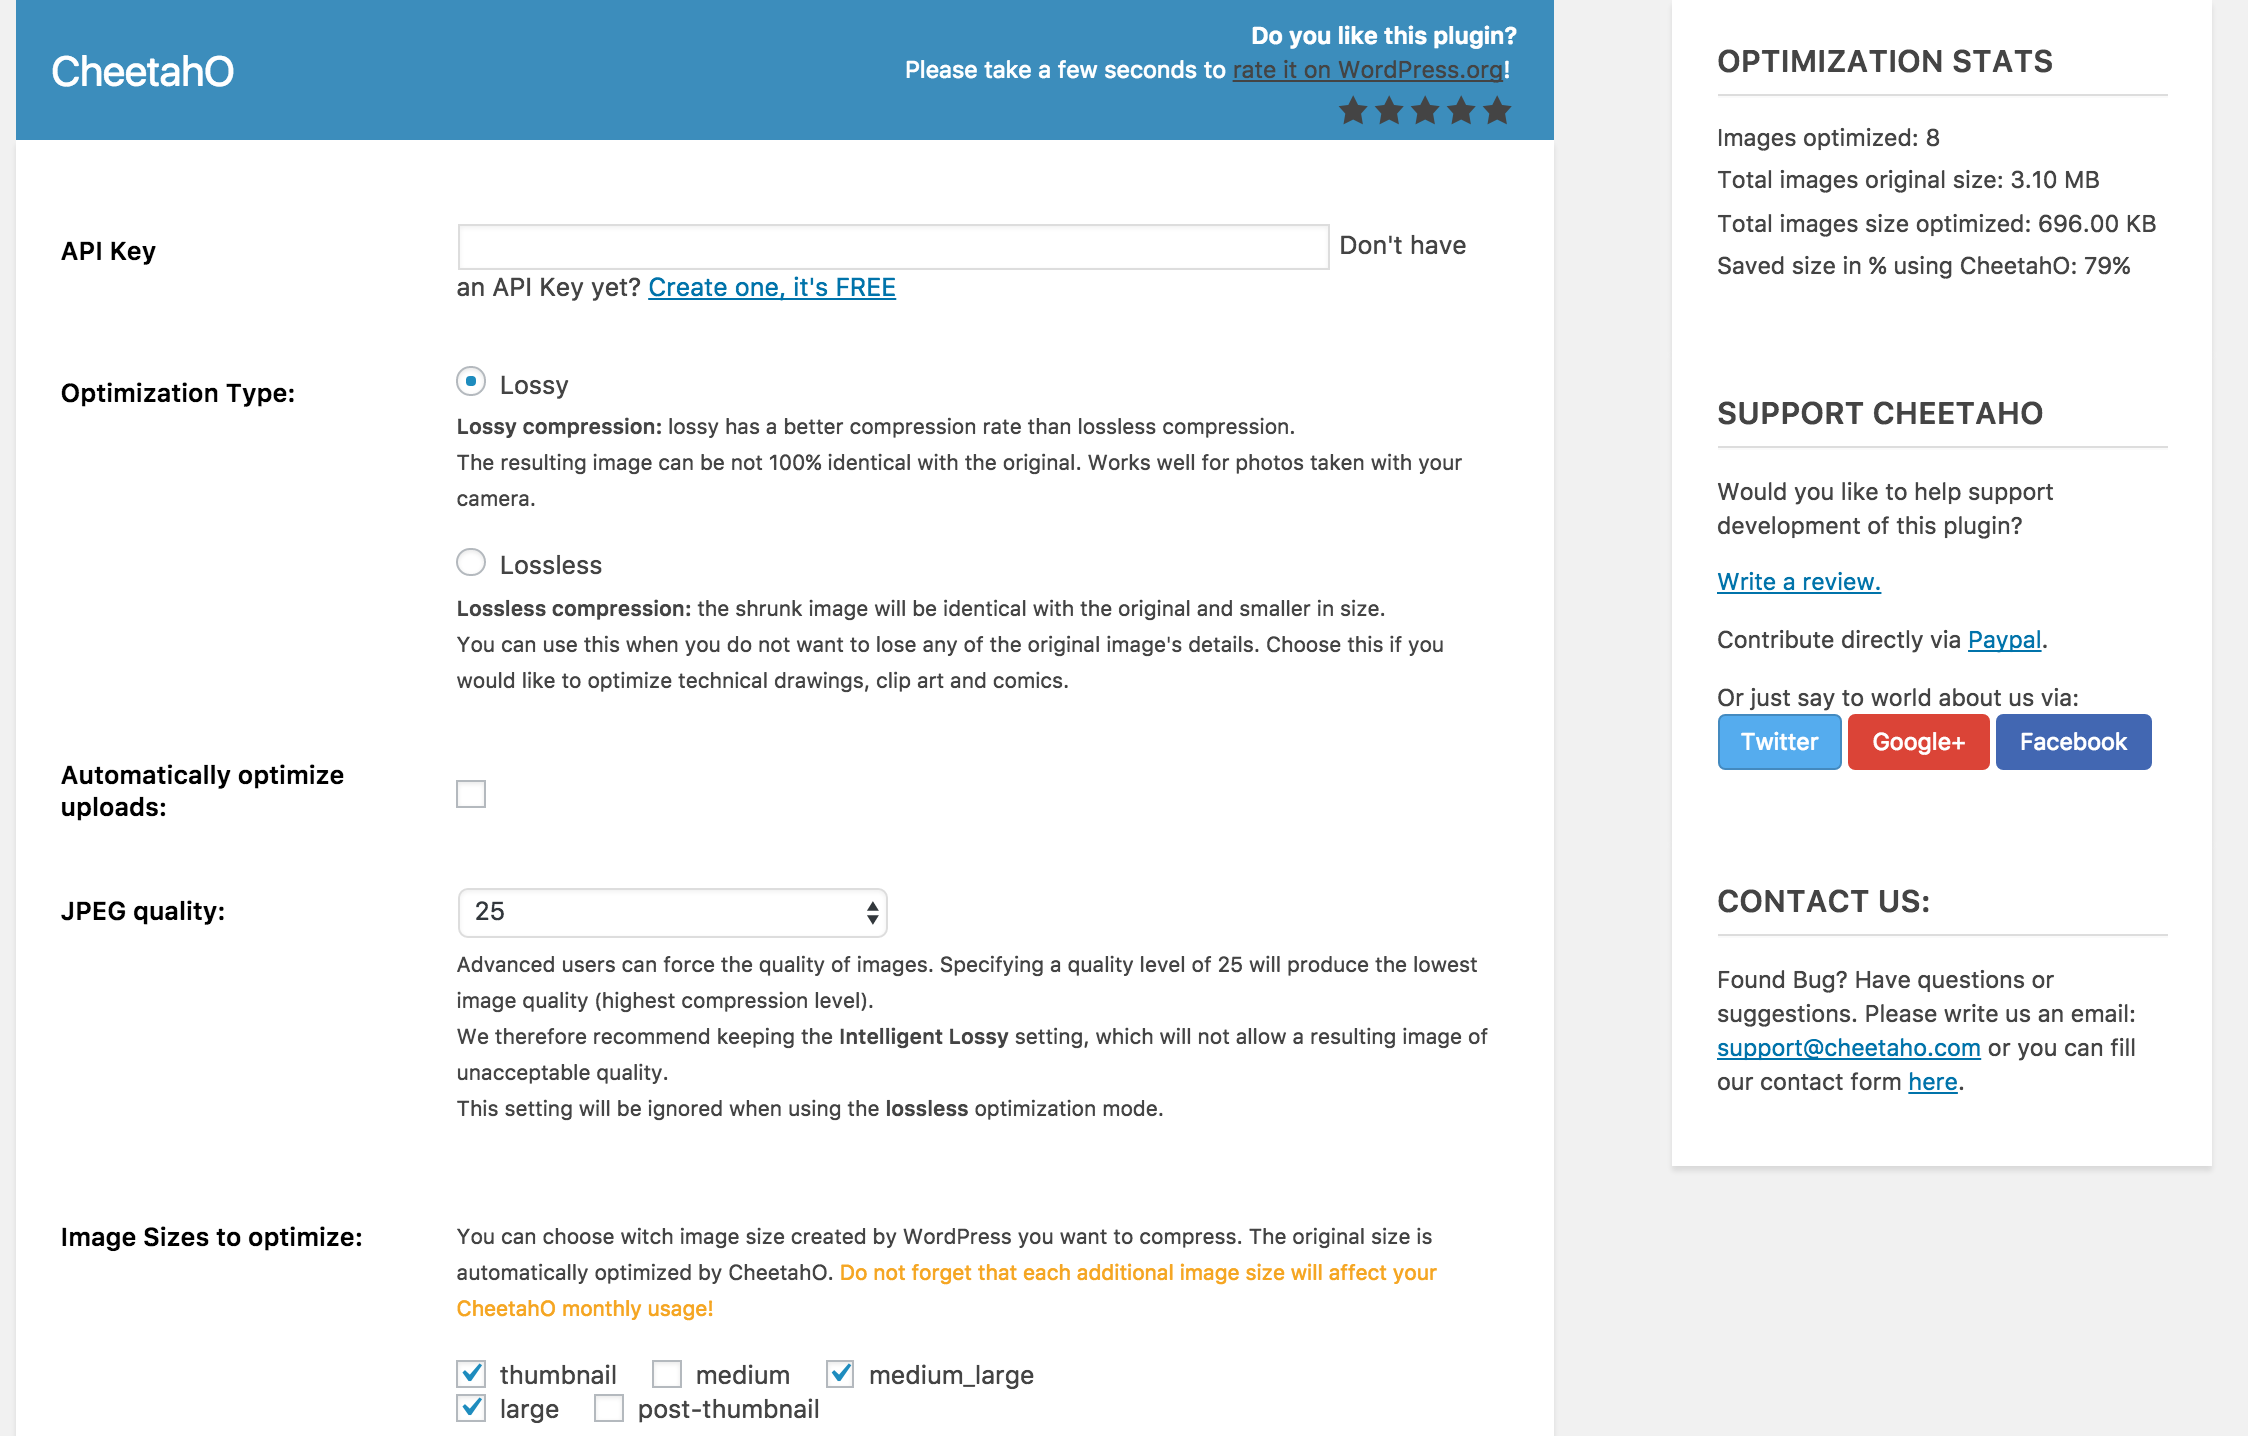 CheetahO
Do you like this plugin?
Please take a few seconds to rate it on WordPress.org!
API Key
Don't have
an API Key yet? Create one, it's FREE
Optimization Type:
Lossy
Lossy compression: lossy has a better compression rate than lossless compression.
The resulting image can be not 100% identical with the original. Works well for photos taken with your
camera.
Lossless
Lossless compression: the shrunk image will be identical with the original and smaller in size.
You can use this when you do not want to lose any of the original image's details. Choose this if you
would like to optimize technical drawings, clip art and comics.
Automatically optimize
uploads:
JPEG quality:
25
Advanced users can force the quality of images. Specifying a quality level of 25 will produce the lowest
image quality (highest compression level).
We therefore recommend keeping the Intelligent Lossy setting, which will not allow a resulting image of
unacceptable quality.
This setting will be ignored when using the lossless optimization mode.
Image Sizes to optimize:
You can choose witch image size created by WordPress you want to compress. The original size is
automatically optimized by CheetahO. Do not forget that each additional image size will affect your
CheetahO monthly usage!
thumbnail medium medium_large
large post-thumbnail
OPTIMIZATION STATS
Images optimized: 8
Total images original size: 3.10 MB
Total images size optimized: 696.00 KB
Saved size in % using CheetahO: 79%
SUPPORT CHEETAHO
Would you like to help support
development of this plugin?
Write a review.
Contribute directly via Paypal.
Or just say to world about us via:
Twitter Google+ Facebook
CONTACT US:
Found Bug? Have questions or
suggestions. Please write us an email:
support@cheetaho.com or you can fill
our contact form here.